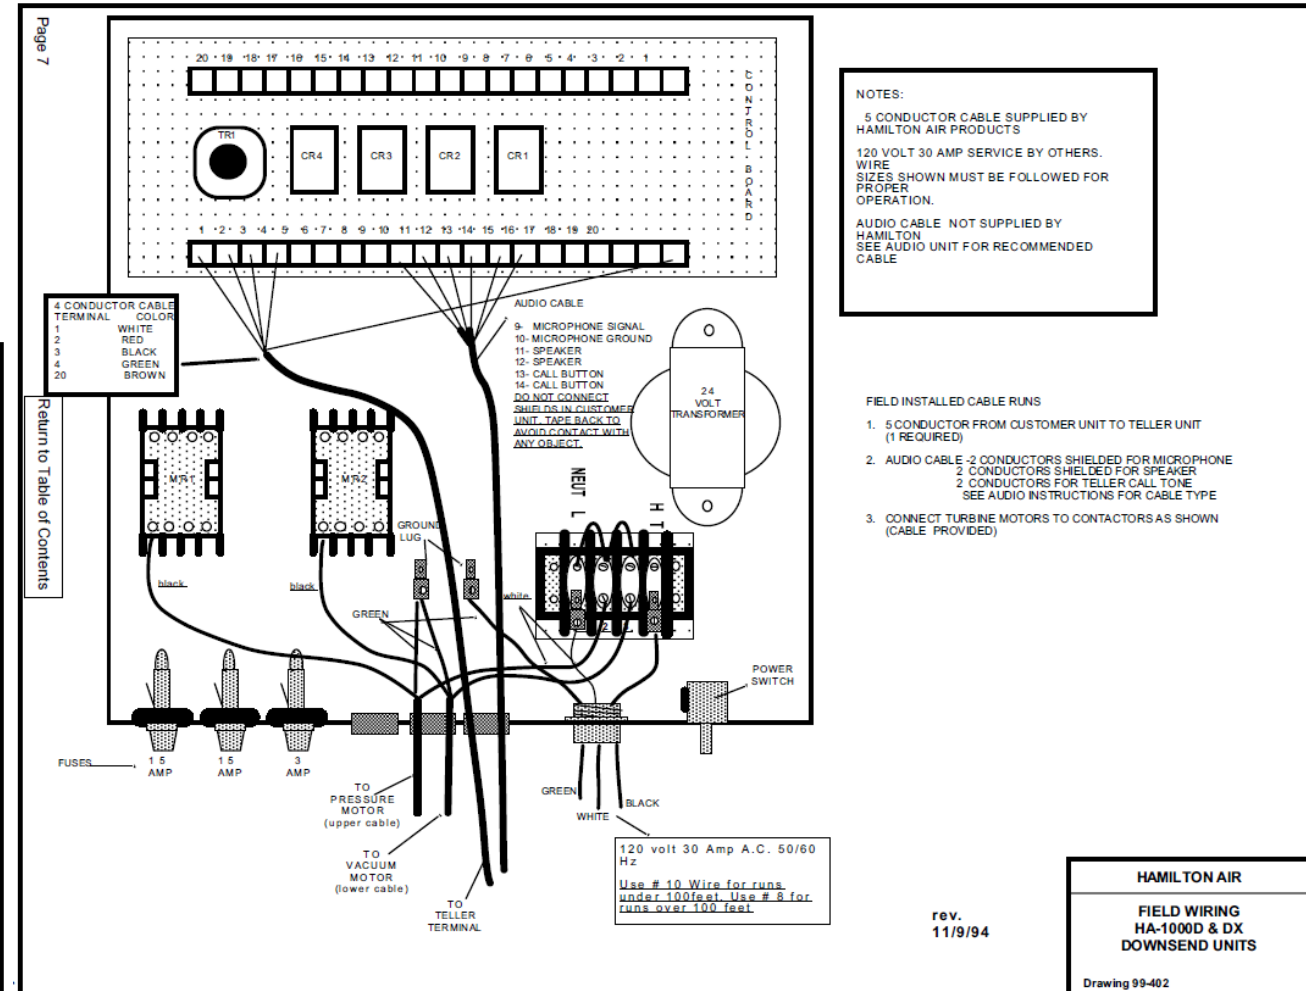 Page 7
20 19 18 17 16 15 14 13 12 11 10 9 8 7 6 5 4 3 2 1
CONTROL BOARD
TR1
CR4
CR3
CR2
CR1
1 2 3 4 5 6 7 8 9 10 11 12 13 14 15 16 17 18 19 20
4 CONDUCTOR CABLE
TERMINAL COLOR
1 WHITE
2 RED
3 BLACK
4 GREEN
20 BROWN
AUDIO CABLE
9- MICROPHONE SIGNAL
10- MICROPHONE GROUND
11- SPEAKER
12- SPEAKER
13- CALL BUTTON
14- CALL BUTTON
DO NOT CONNECT
SHIELDS IN CUSTOMER
UNIT. TAPE BACK TO
AVOID CONTACT WITH
ANY OBJECT.
24
VOLT
TRANSFORMER
Return to Table of Contents
MR1
MR2
NEUT L
H T
GROUND
LUG
black
black
white
GREEN
2
POWER
SWITCH
FUSES
15
AMP
15
AMP
3
AMP
TO
PRESSURE
MOTOR
(upper cable)
TO
VACUUM
MOTOR
(lower cable)
TO
TELLER
TERMINAL
GREEN
WHITE
BLACK
120 volt 30 Amp A.C. 50/60
Hz
Use # 10 Wire for runs
under 100feet, Use # 8 for
runs over 100 feet
NOTES:
5 CONDUCTOR CABLE SUPPLIED BY
HAMILTON AIR PRODUCTS
120 VOLT 30 AMP SERVICE BY OTHERS.
WIRE
SIZES SHOWN MUST BE FOLLOWED FOR
PROPER
OPERATION.
AUDIO CABLE NOT SUPPLIED BY
HAMILTON
SEE AUDIO UNIT FOR RECOMMENDED
CABLE
FIELD INSTALLED CABLE RUNS
1. 5 CONDUCTOR FROM CUSTOMER UNIT TO TELLER UNIT
(1 REQUIRED)
2. AUDIO CABLE -2 CONDUCTORS SHIELDED FOR MICROPHONE
2 CONDUCTORS SHIELDED FOR SPEAKER
2 CONDUCTORS FOR TELLER CALL TONE
SEE AUDIO INSTRUCTIONS FOR CABLE TYPE
3. CONNECT TURBINE MOTORS TO CONTACTORS AS SHOWN
(CABLE PROVIDED)
rev.
11/9/94
HAMILTON AIR
FIELD WIRING
HA-1000D & DX
DOWNSEND UNITS
Drawing 99-402